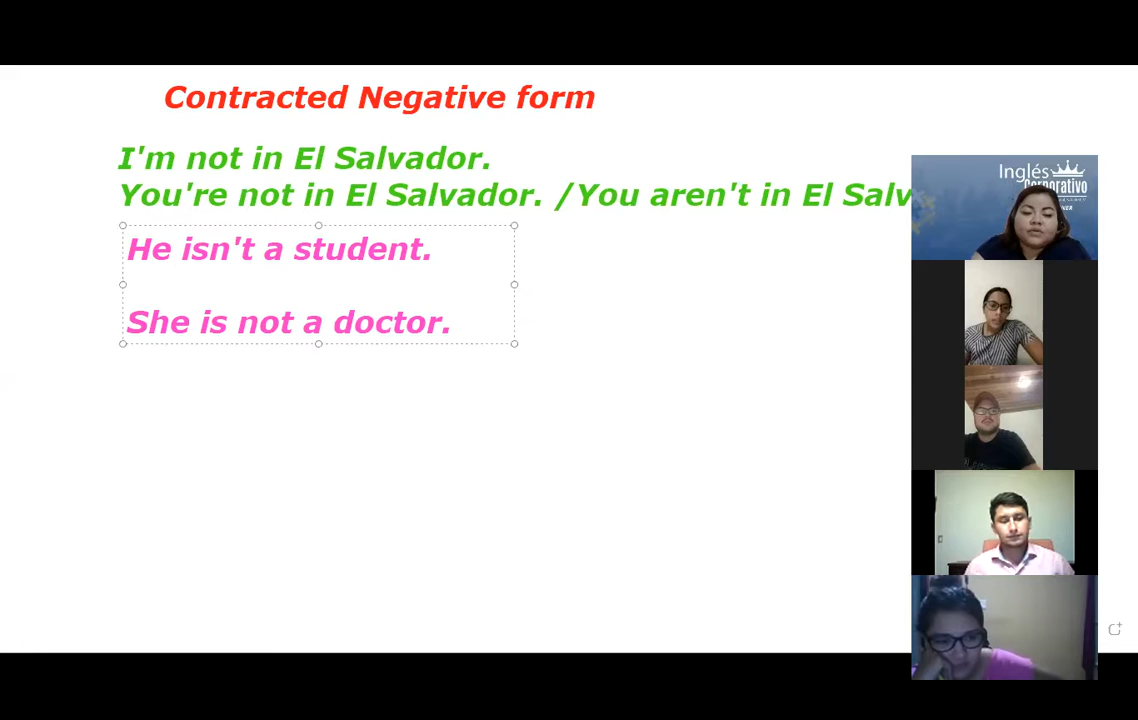 Contracted Negative form
I'm not in El Salvador.
You're not in El Salvador. /You aren't in El Salv
He isn't a student.
She is not a doctor.
Inglés
Corporativo